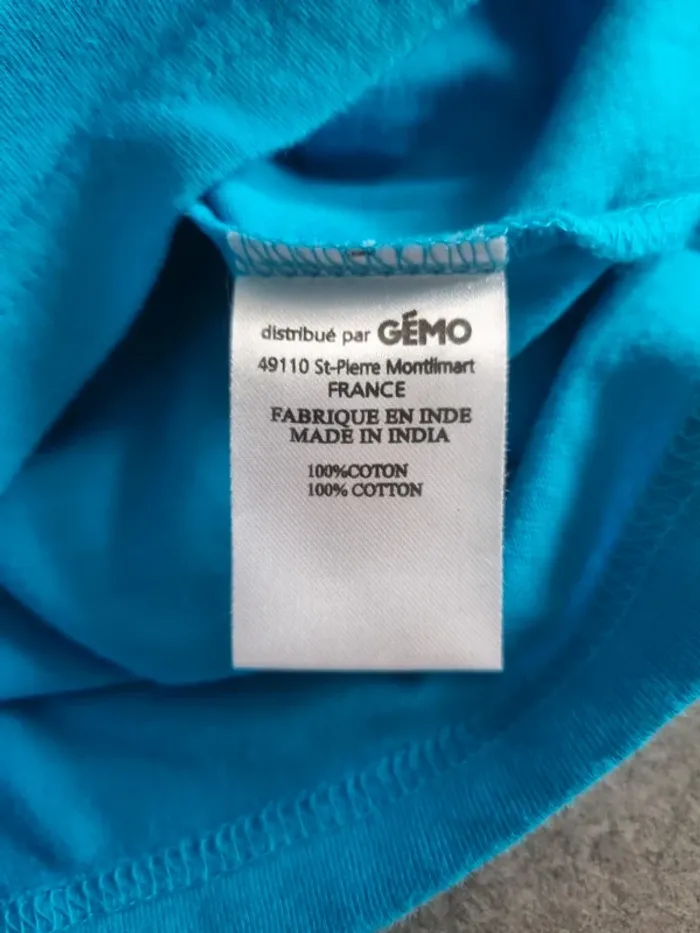 distribué par GÉMO
49110 St-Pierre Montlimart
FRANCE
FABRIQUE EN INDE
MADE IN INDIA
100%COTON
100% COTTON